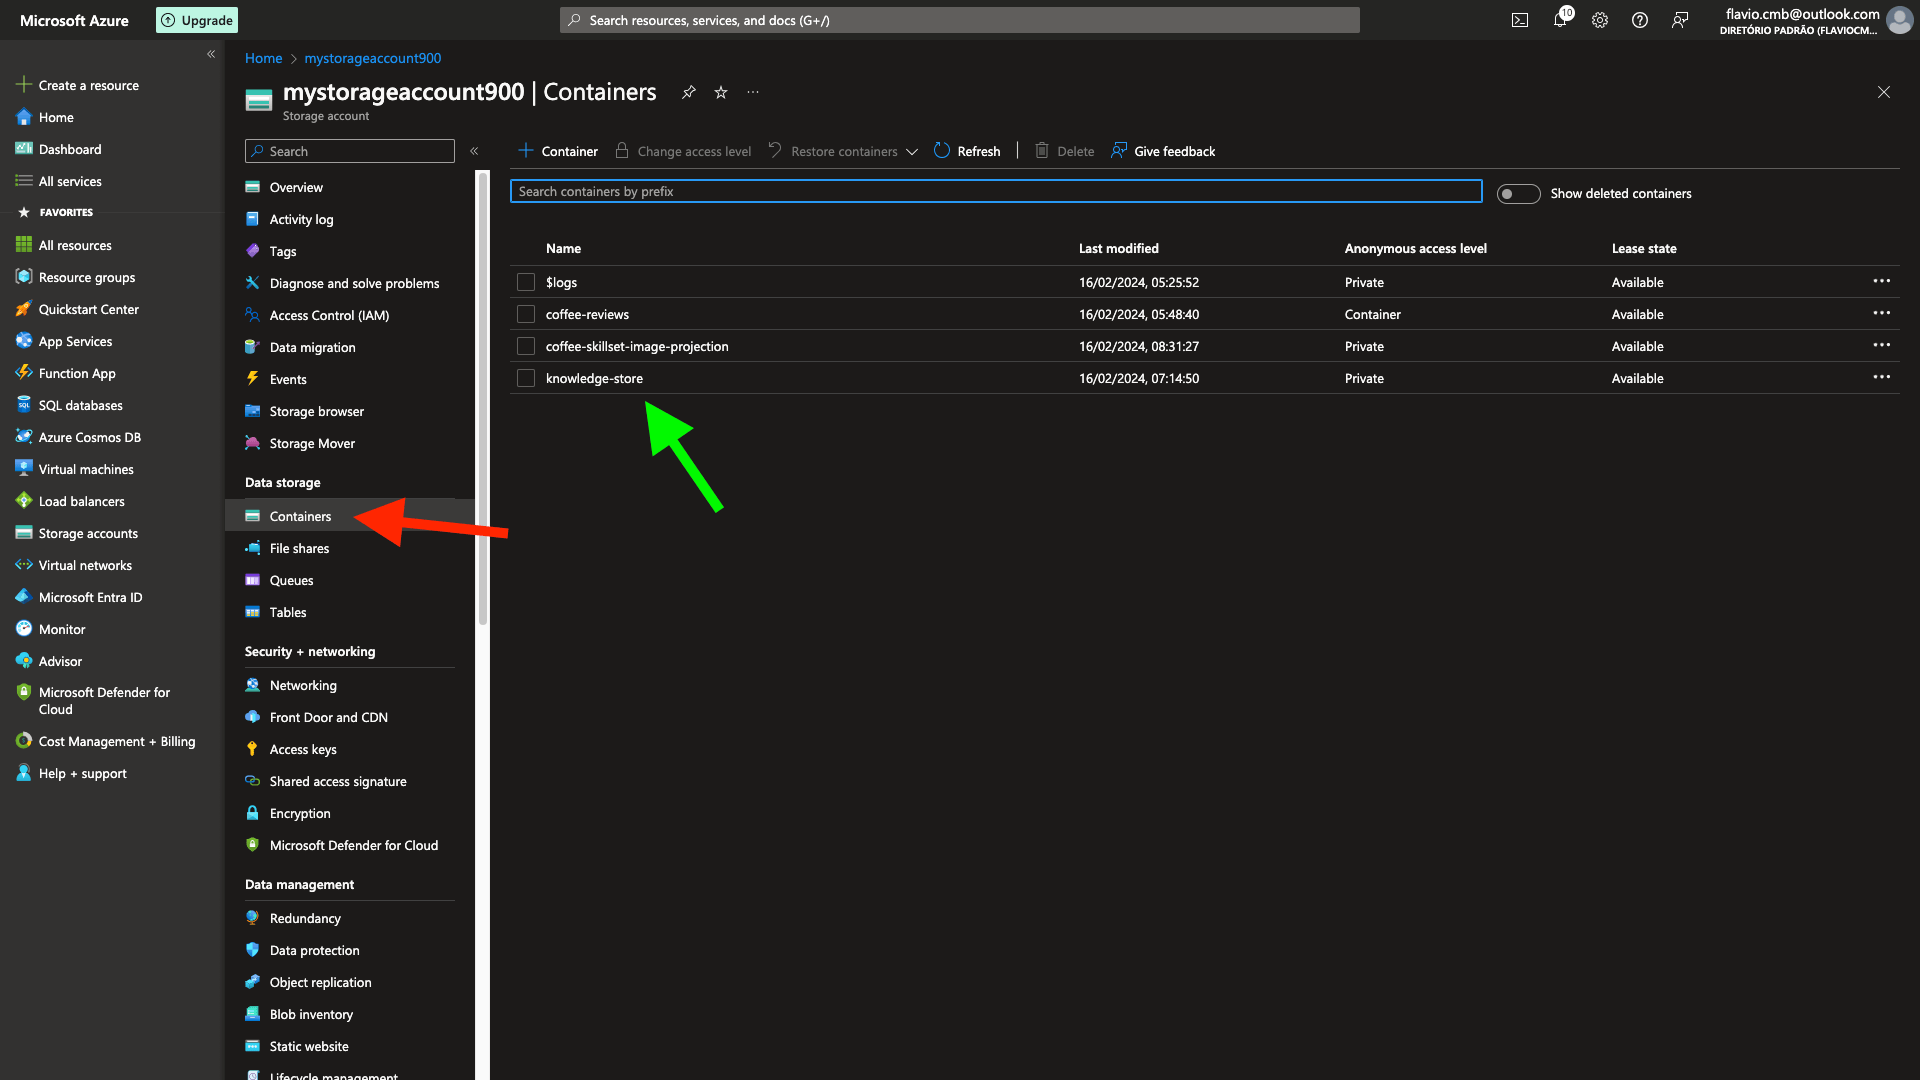 Microsoft Azure
Upgrade
Search resources, services, and docs (G+/)
10
flavio.cmb@outlook.com
DIRETÓRIO PADRÃO (FLAVIOCM...
Create a resource
Home
Dashboard
All services
FAVORITES
All resources
Resource groups
Quickstart Center
App Services
Function App
SQL databases
Azure Cosmos DB
Virtual machines
Load balancers
Storage accounts
Virtual networks
Microsoft Entra ID
Monitor
Advisor
Microsoft Defender for
Cloud
Cost Management + Billing
Help + support
Home > mystorageaccount900
mystorageaccount900 | Containers
Storage account
Search
Overview
Activity log
Tags
Diagnose and solve problems
Access Control (IAM)
Data migration
Events
Storage browser
Storage Mover
Data storage
Containers
File shares
Queues
Tables
Security + networking
Networking
Front Door and CDN
Access keys
Shared access signature
Encryption
Microsoft Defender for Cloud
Data management
Redundancy
Data protection
Object replication
Blob inventory
Static website
Lifecycle management
Container Change access level Restore containers Refresh Delete Give feedback
Search containers by prefix
Show deleted containers
Name Last modified Anonymous access level Lease state
$logs 16/02/2024, 05:25:52 Private Available
coffee-reviews 16/02/2024, 05:48:40 Container Available
coffee-skillset-image-projection 16/02/2024, 08:31:27 Private Available
knowledge-store 16/02/2024, 07:14:50 Private Available